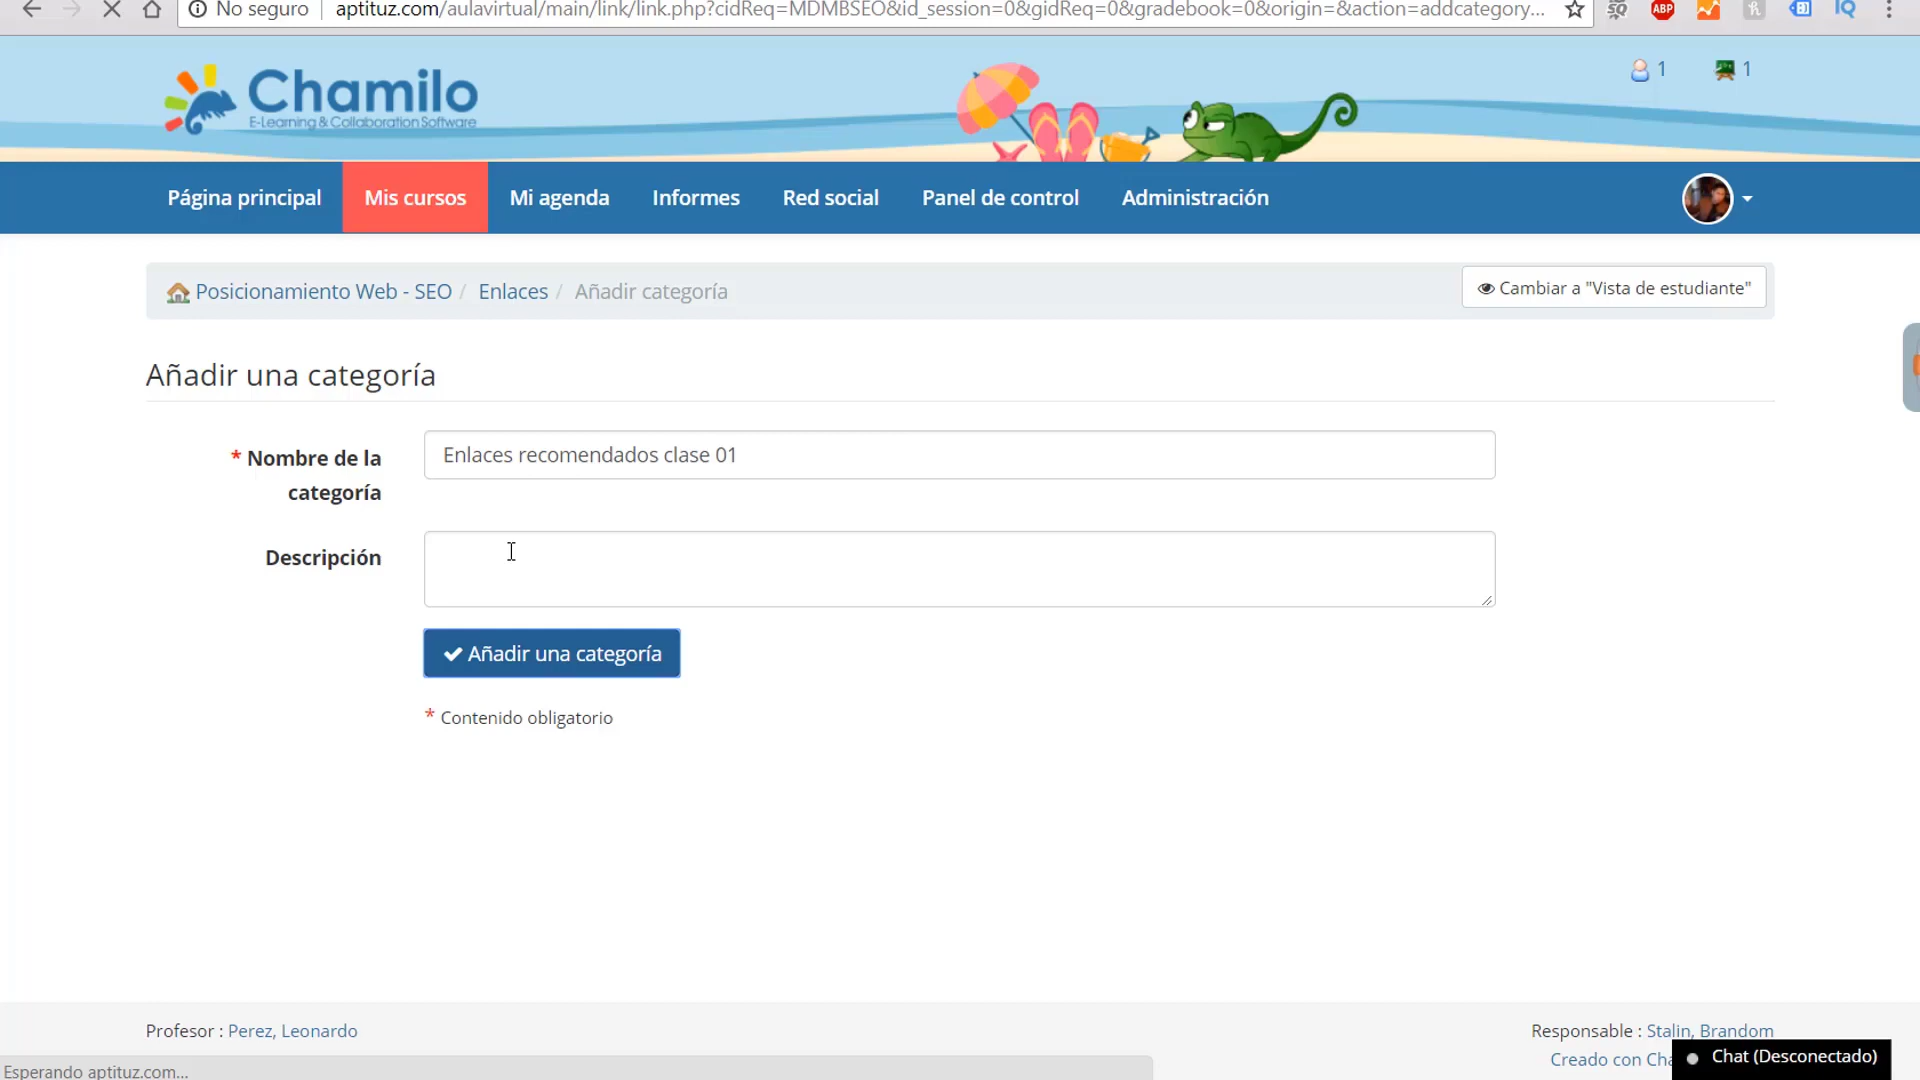 No seguro
aptituz.com/aulavirtual/main/link/link.php?cidReq=MDMBSEO&id_session=0&gidReq=0&gradebook=0&origin=&action=addcategory...
ABP
Chamilo
E-Learning & Collaboration Software
1
1
Página principal
Mis cursos
Mi agenda
Informes
Red social
Panel de control
Administración
Posicionamiento Web - SEO / Enlaces / Añadir categoría
Cambiar a "Vista de estudiante"
Añadir una categoría
* Nombre de la
categoría
Enlaces recomendados clase 01
Descripción
Añadir una categoría
* Contenido obligatorio
Profesor : Perez, Leonardo
Responsable : Stalin, Brandom
Creado con Cha
Chat (Desconectado)
Esperando aptituz.com...